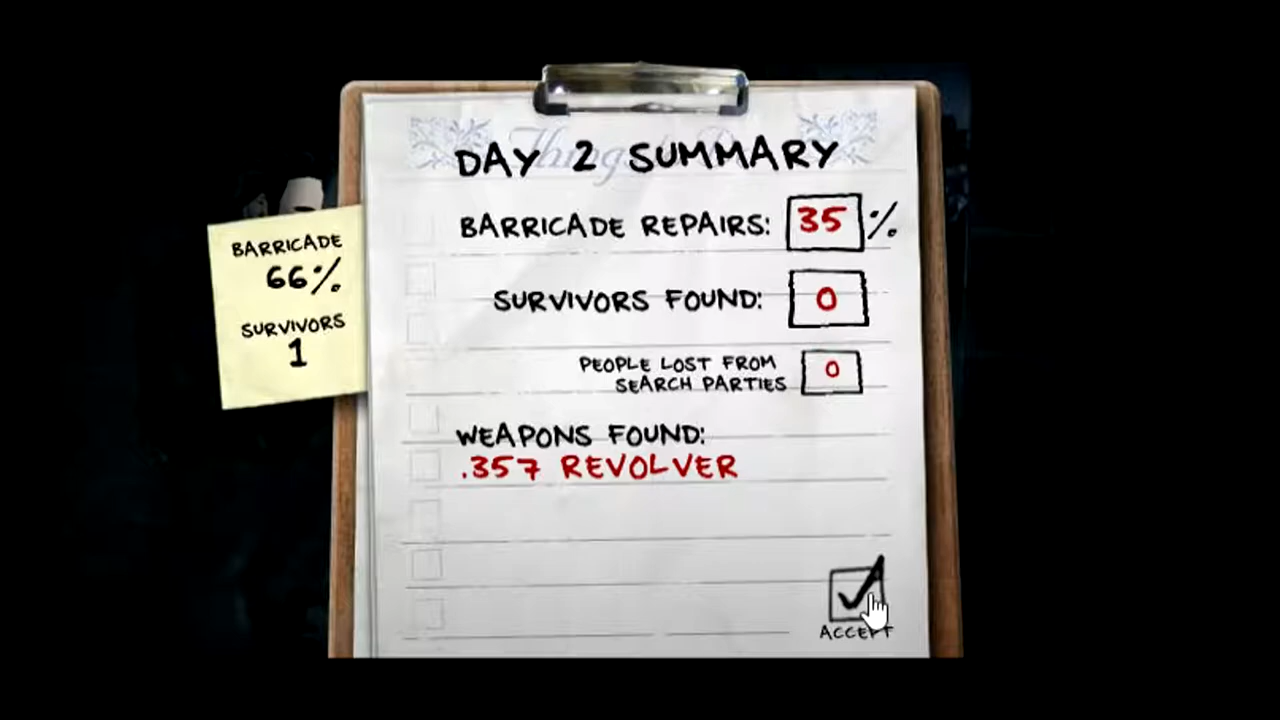 DAY 2 SUMMARY
BARRICADE REPAIRS: 35 %
BARRICADE
66%
SURVIVORS
1
SURVIVORS FOUND: 0
PEOPLE LOST FROM
SEARCH PARTIES 0
WEAPONS FOUND:
.357 REVOLVER
ACCEPT